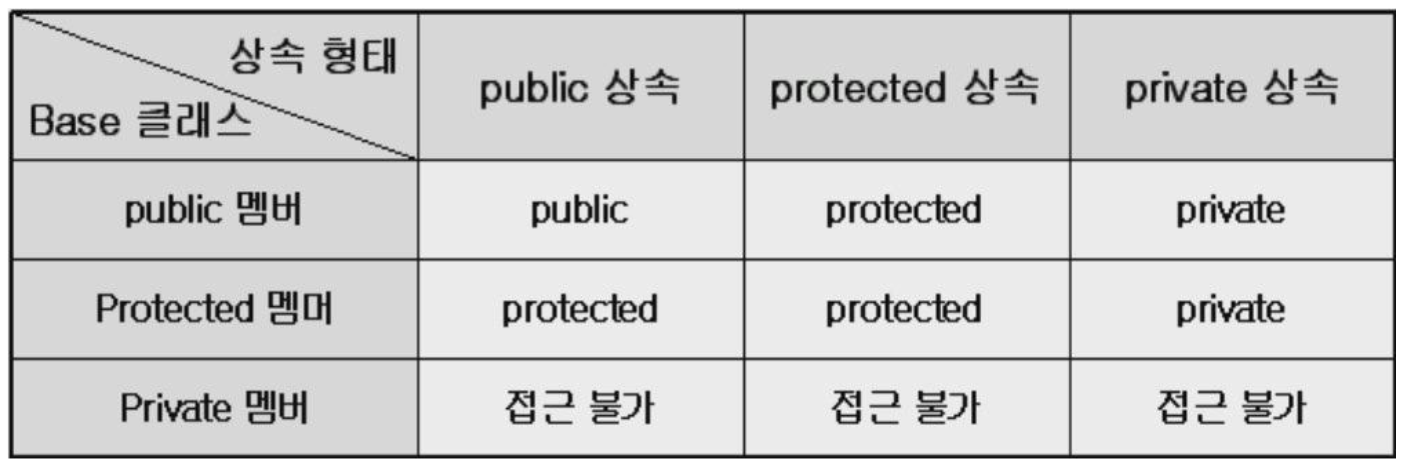 상속 형태
Base 클래스
public 상속
protected 상속
private 상속
public 멤버
public
protected
private
Protected 멤머
protected
protected
private
Private 멤버
접근 불가
접근 불가
접근 불가